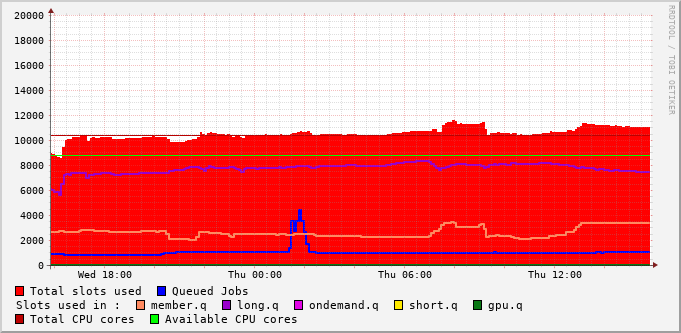 RRDTOOL / TOBI OETIKER
20000
18000
16000
14000
12000
10000
8000
6000
4000
2000
0
Wed 18:00 Thu 00:00 Thu 06:00 Thu 12:00
Total slots used Queued Jobs
Slots used in : member.q long.q ondemand.q short.q gpu.q
Total CPU cores Available CPU cores